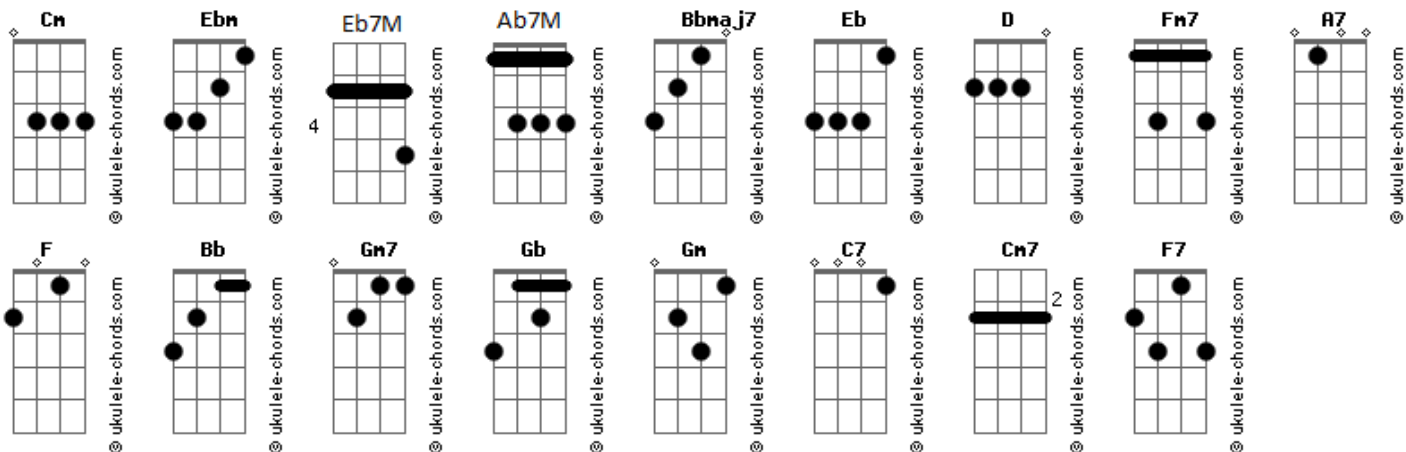 Cm Ebm Eb7M Ab7M Bbmaj7 Eb D Fm7 A7
4
© ukulele-chords.com © ukulele-chords.com © ukulele-chords.com © ukulele-chords.com © ukulele-chords.com © ukulele-chords.com © ukulele-chords.com © ukulele-chords.com © ukulele-chords.com
F Bb Gm7 Gb Gm C7 Cm7 F7
2
© ukulele-chords.com © ukulele-chords.com © ukulele-chords.com © ukulele-chords.com © ukulele-chords.com © ukulele-chords.com © ukulele-chords.com © ukulele-chords.com